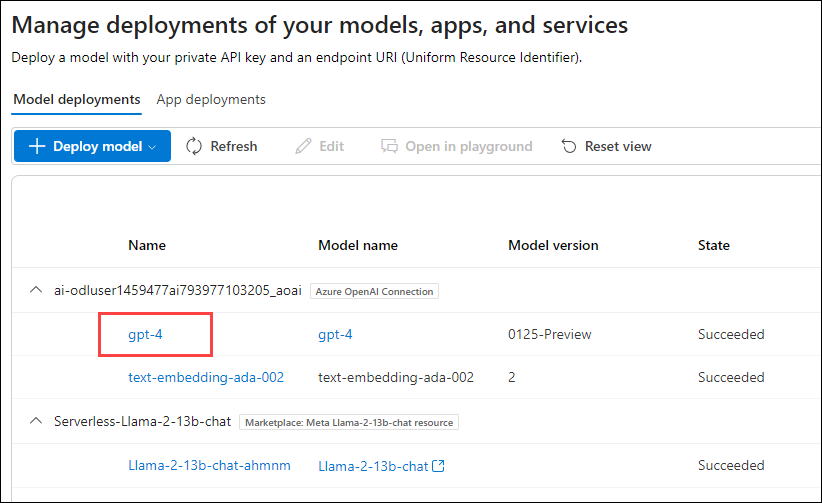 Manage deployments of your models, apps, and services
Deploy a model with your private API key and an endpoint URI (Uniform Resource Identifier).
Model deployments App deployments
Deploy model Refresh Edit Open in playground Reset view
Name Model name Model version State
ai-odluser1459477ai793977103205_aoai Azure OpenAI Connection
gpt-4 gpt-4 0125-Preview Succeeded
text-embedding-ada-002 text-embedding-ada-002 2 Succeeded
Serverless-Llama-2-13b-chat Marketplace: Meta Llama-2-13b-chat resource
Llama-2-13b-chat-ahmnm Llama-2-13b-chat Succeeded